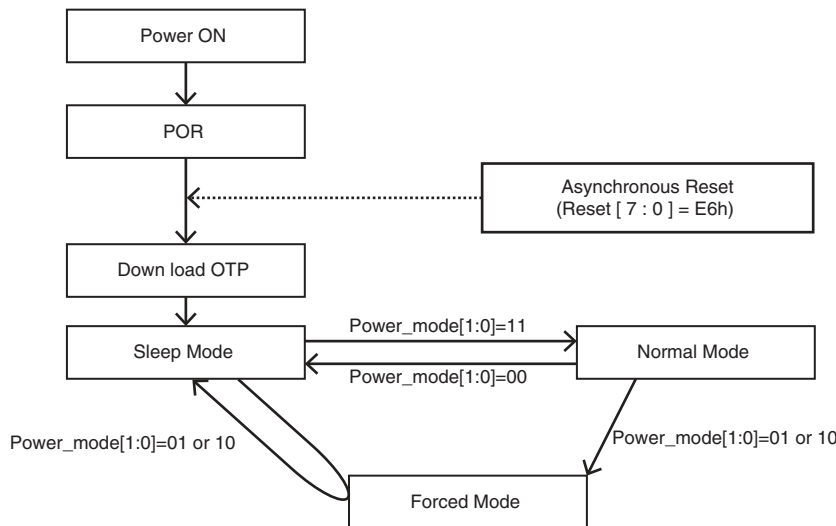 Power ON
POR
Asynchronous Reset
(Reset [ 7 : 0 ] = E6h)
Down load OTP
Power_mode[1:0]=11
Sleep Mode
Normal Mode
Power_mode[1:0]=00
Power_mode[1:0]=01 or 10
Power_mode[1:0]=01 or 10
Forced Mode